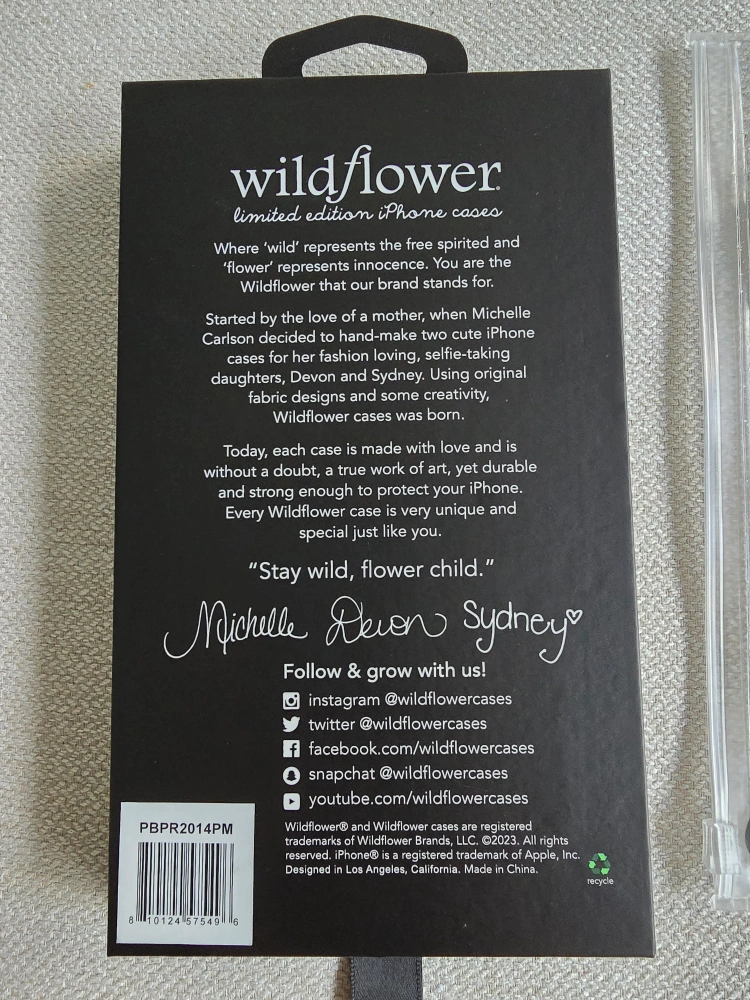 wildflower.
limited edition iPhone cases
Where ‘wild’ represents the free spirited and
‘flower’ represents innocence. You are the
Wildflower that our brand stands for.
Started by the love of a mother, when Michelle
Carlson decided to hand-make two cute iPhone
cases for her fashion loving, selfie-taking
daughters, Devon and Sydney. Using original
fabric designs and some creativity,
Wildflower cases was born.
Today, each case is made with love and is
without a doubt, a true work of art, yet durable
and strong enough to protect your iPhone.
Every Wildflower case is very unique and
special just like you.
“Stay wild, flower child.”
Michelle Devon Sydney
Follow & grow with us!
instagram @wildflowercases
twitter @wildflowercases
facebook.com/wildflowercases
snapchat @wildflowercases
youtube.com/wildflowercases
Wildflower® and Wildflower cases are registered
trademarks of Wildflower Brands, LLC. ©2023. All rights
reserved. iPhone® is a registered trademark of Apple, Inc.
Designed in Los Angeles, California. Made in China.
recycle
PBPR2014PM
8 10124 57549 6